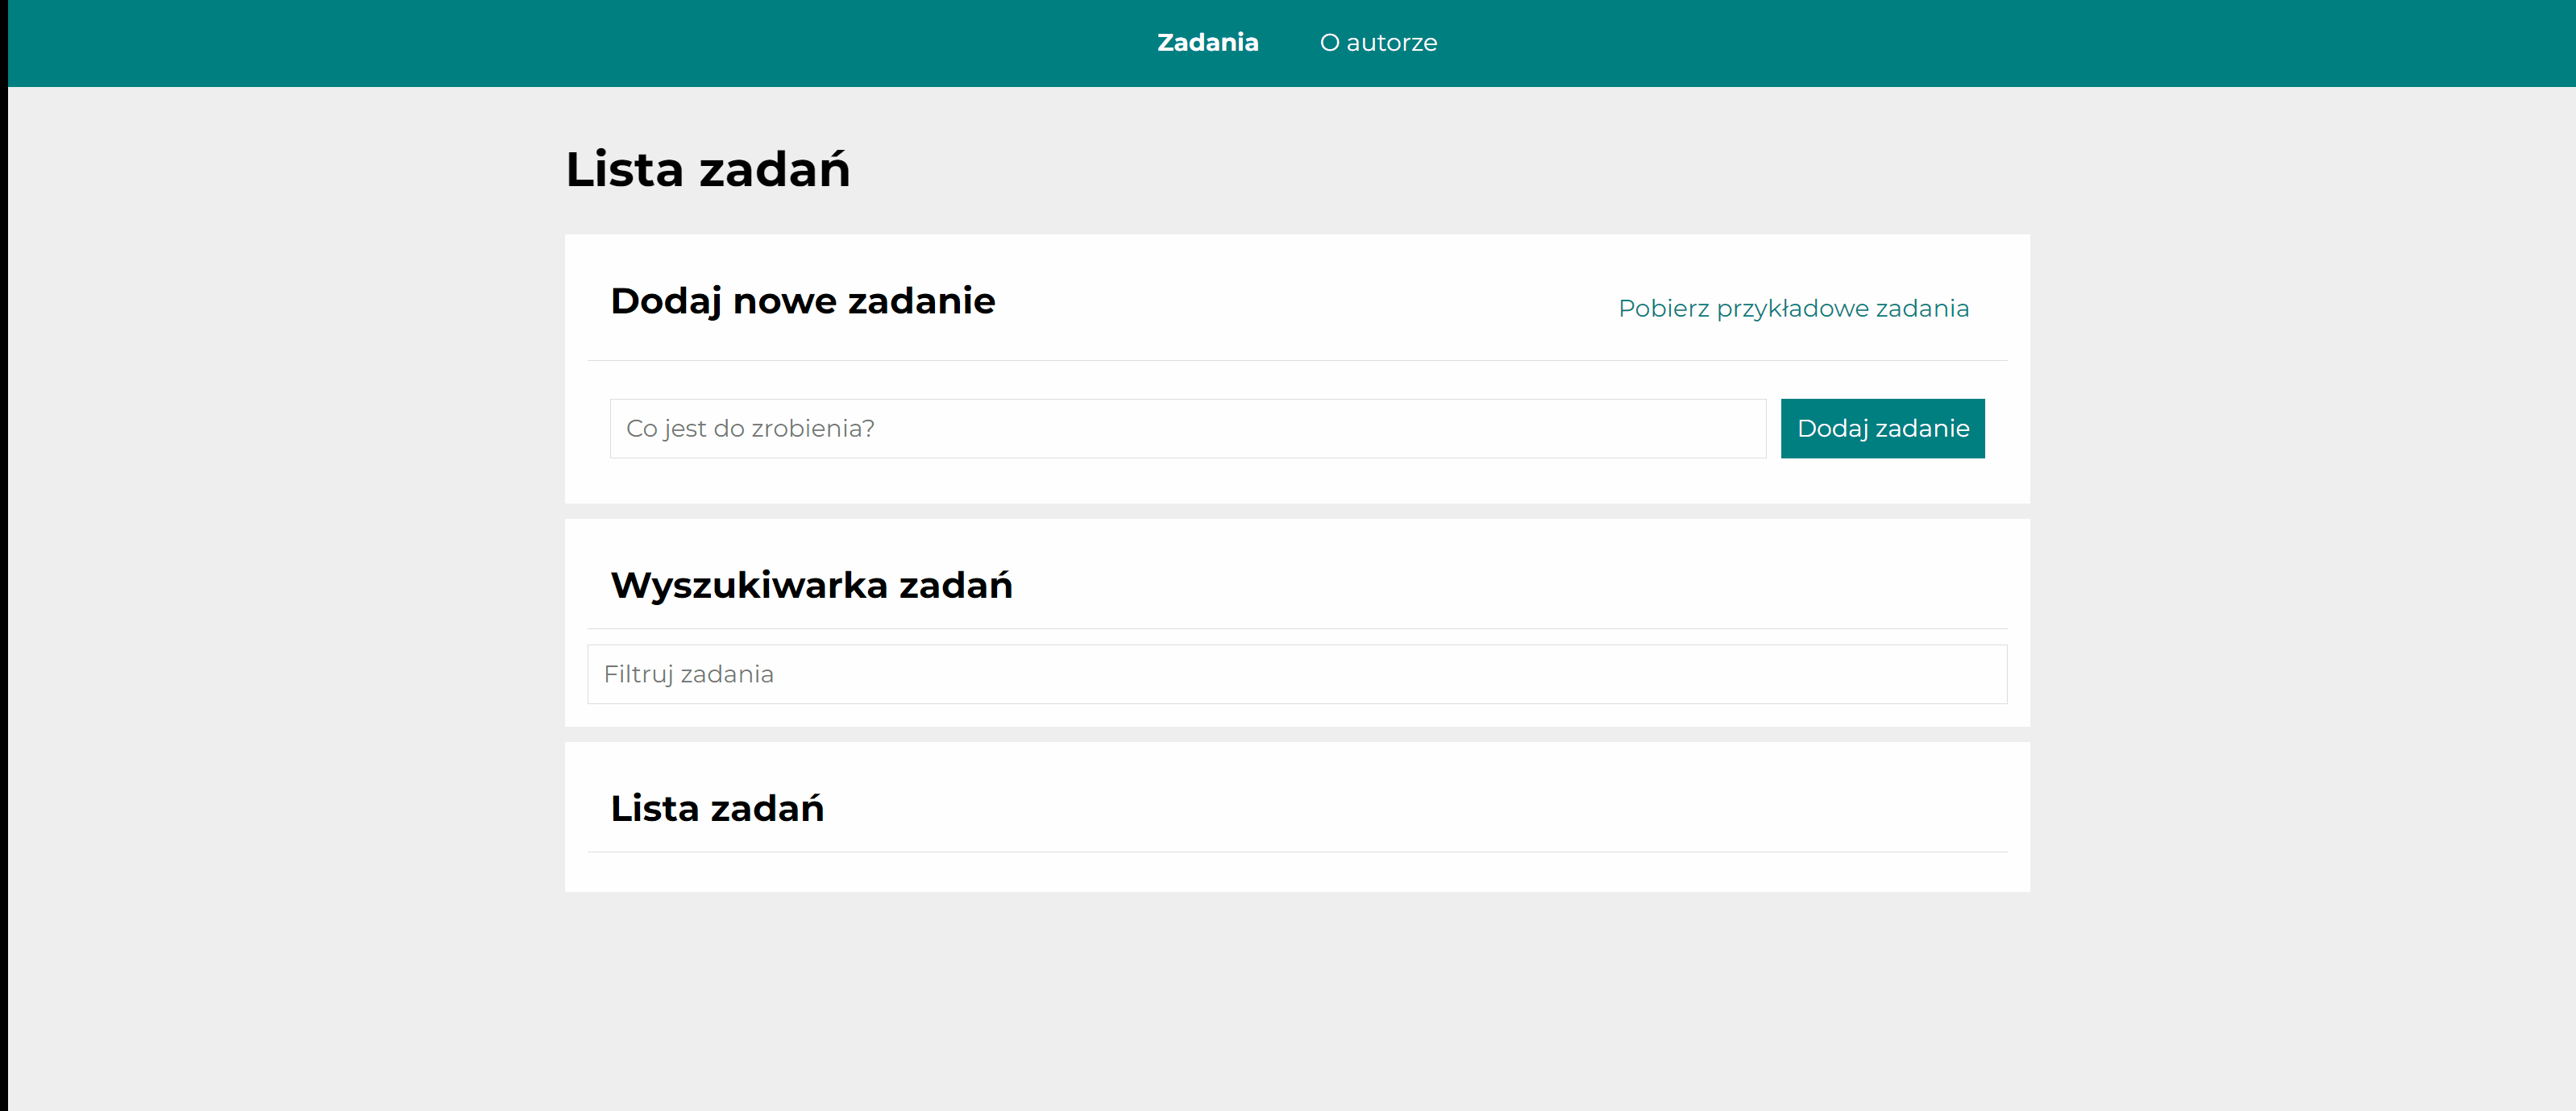 Zadania O autorze
Lista zadań
Dodaj nowe zadanie Pobierz przykładowe zadania
Co jest do zrobienia? Dodaj zadanie
Wyszukiwarka zadań
Filtruj zadania
Lista zadań